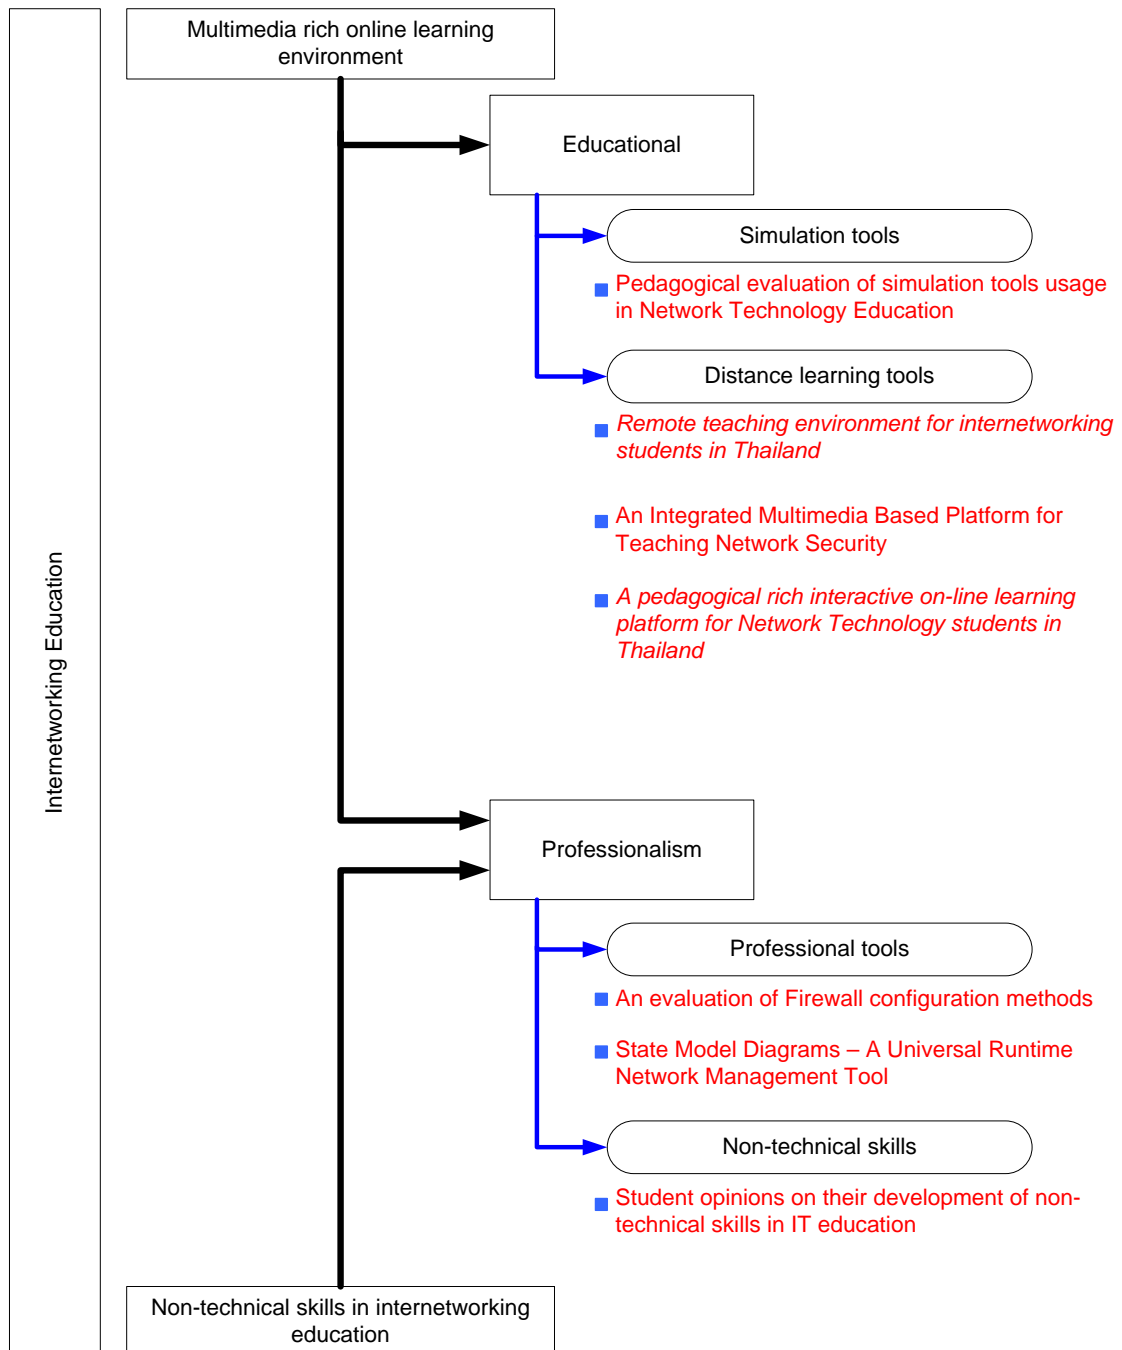 Internetworking Education
Multimedia rich online learning
environment
Educational
Simulation tools
Pedagogical evaluation of simulation tools usage
in Network Technology Education
Distance learning tools
Remote teaching environment for internetworking
students in Thailand
An Integrated Multimedia Based Platform for
Teaching Network Security
A pedagogical rich interactive on-line learning
platform for Network Technology students in
Thailand
Professionalism
Professional tools
An evaluation of Firewall configuration methods
State Model Diagrams – A Universal Runtime
Network Management Tool
Non-technical skills
Student opinions on their development of non-
technical skills in IT education
Non-technical skills in internetworking
education